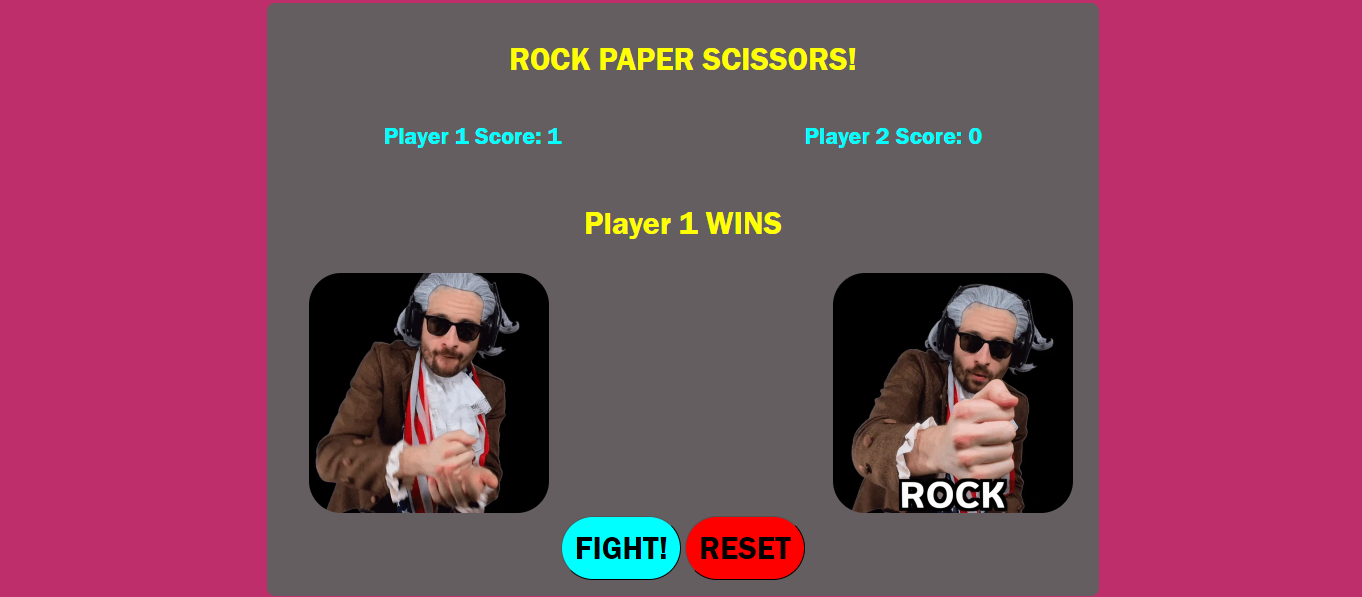 ROCK PAPER SCISSORS!
Player 1 Score: 1
Player 2 Score: 0
Player 1 WINS
ROCK
FIGHT!
RESET